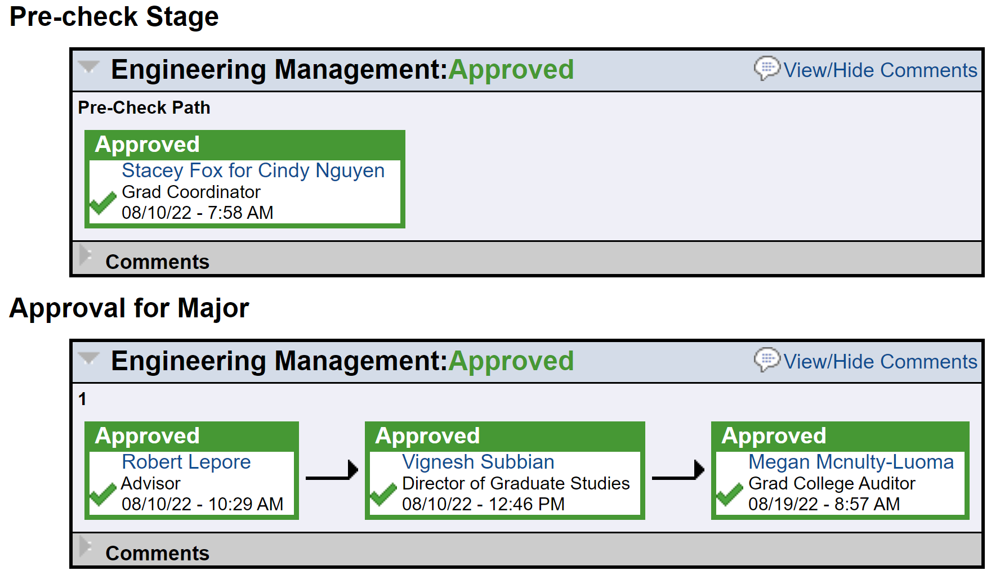 Pre-check Stage
Engineering Management:Approved
View/Hide Comments
Pre-Check Path
Approved
Stacey Fox for Cindy Nguyen
Grad Coordinator
08/10/22 - 7:58 AM
Comments
Approval for Major
Engineering Management:Approved
View/Hide Comments
1
Approved
Robert Lepore
Advisor
08/10/22 - 10:29 AM
Approved
Vignesh Subbian
Director of Graduate Studies
08/10/22 - 12:46 PM
Approved
Megan Mcnulty-Luoma
Grad College Auditor
08/19/22 - 8:57 AM
Comments